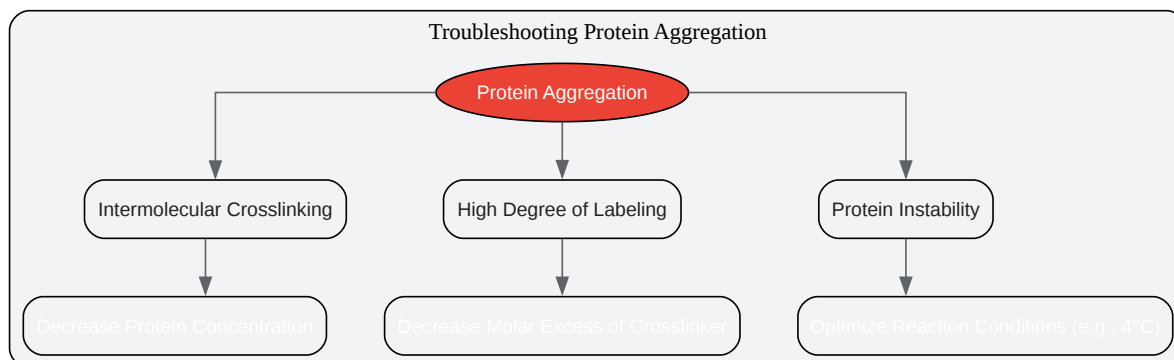 Troubleshooting Protein Aggregation
Protein Aggregation
Intermolecular Crosslinking
High Degree of Labeling
Protein Instability
Decrease Protein Concentration
Decrease Molar Excess of Crosslinker
Optimize Reaction Conditions (e.g., 4°C)